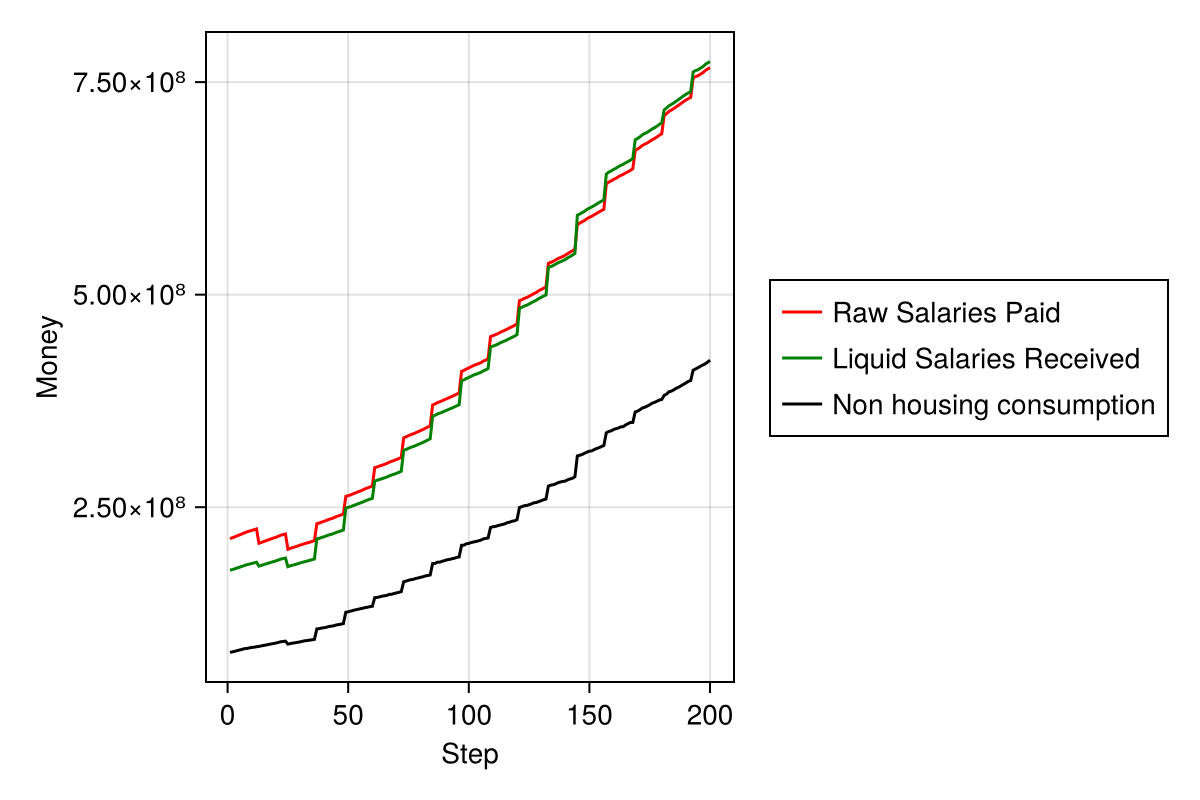 7.50×10⁸
5.00×10⁸
2.50×10⁸
Money
0 50 100 150 200
Step
Raw Salaries Paid
Liquid Salaries Received
Non housing consumption